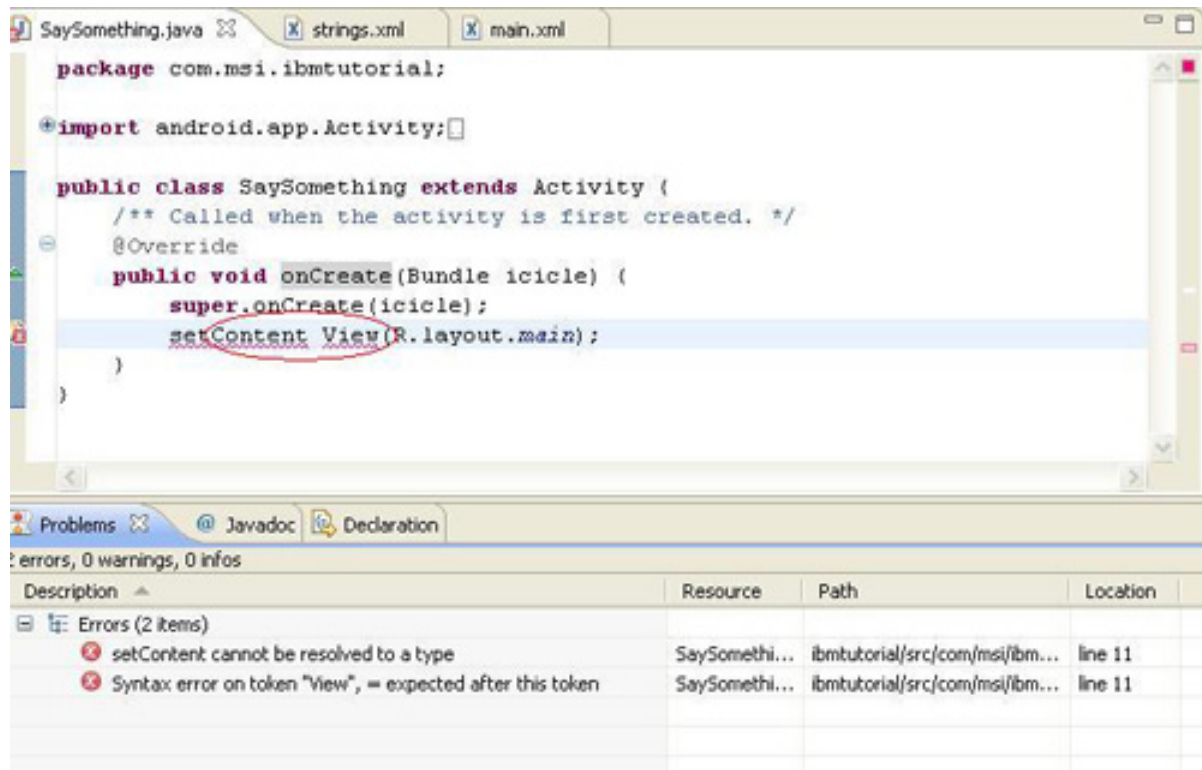 SaySomething.java strings.xml main.xml
package com.msi.ibmtutorial;
import android.app.Activity;
public class SaySomething extends Activity {
/** Called when the activity is first created. */
@Override
public void onCreate(Bundle icicle) {
super.onCreate(icicle);
setContent View(R.layout.main);
}
}
Problems @ Javadoc Declaration
2 errors, 0 warnings, 0 infos
Description Resource Path Location
Errors (2 items)
setContent cannot be resolved to a type SaySomethi... ibmtutorial/src/com/msi/ibm... line 11
Syntax error on token "View", = expected after this token SaySomethi... ibmtutorial/src/com/msi/ibm... line 11